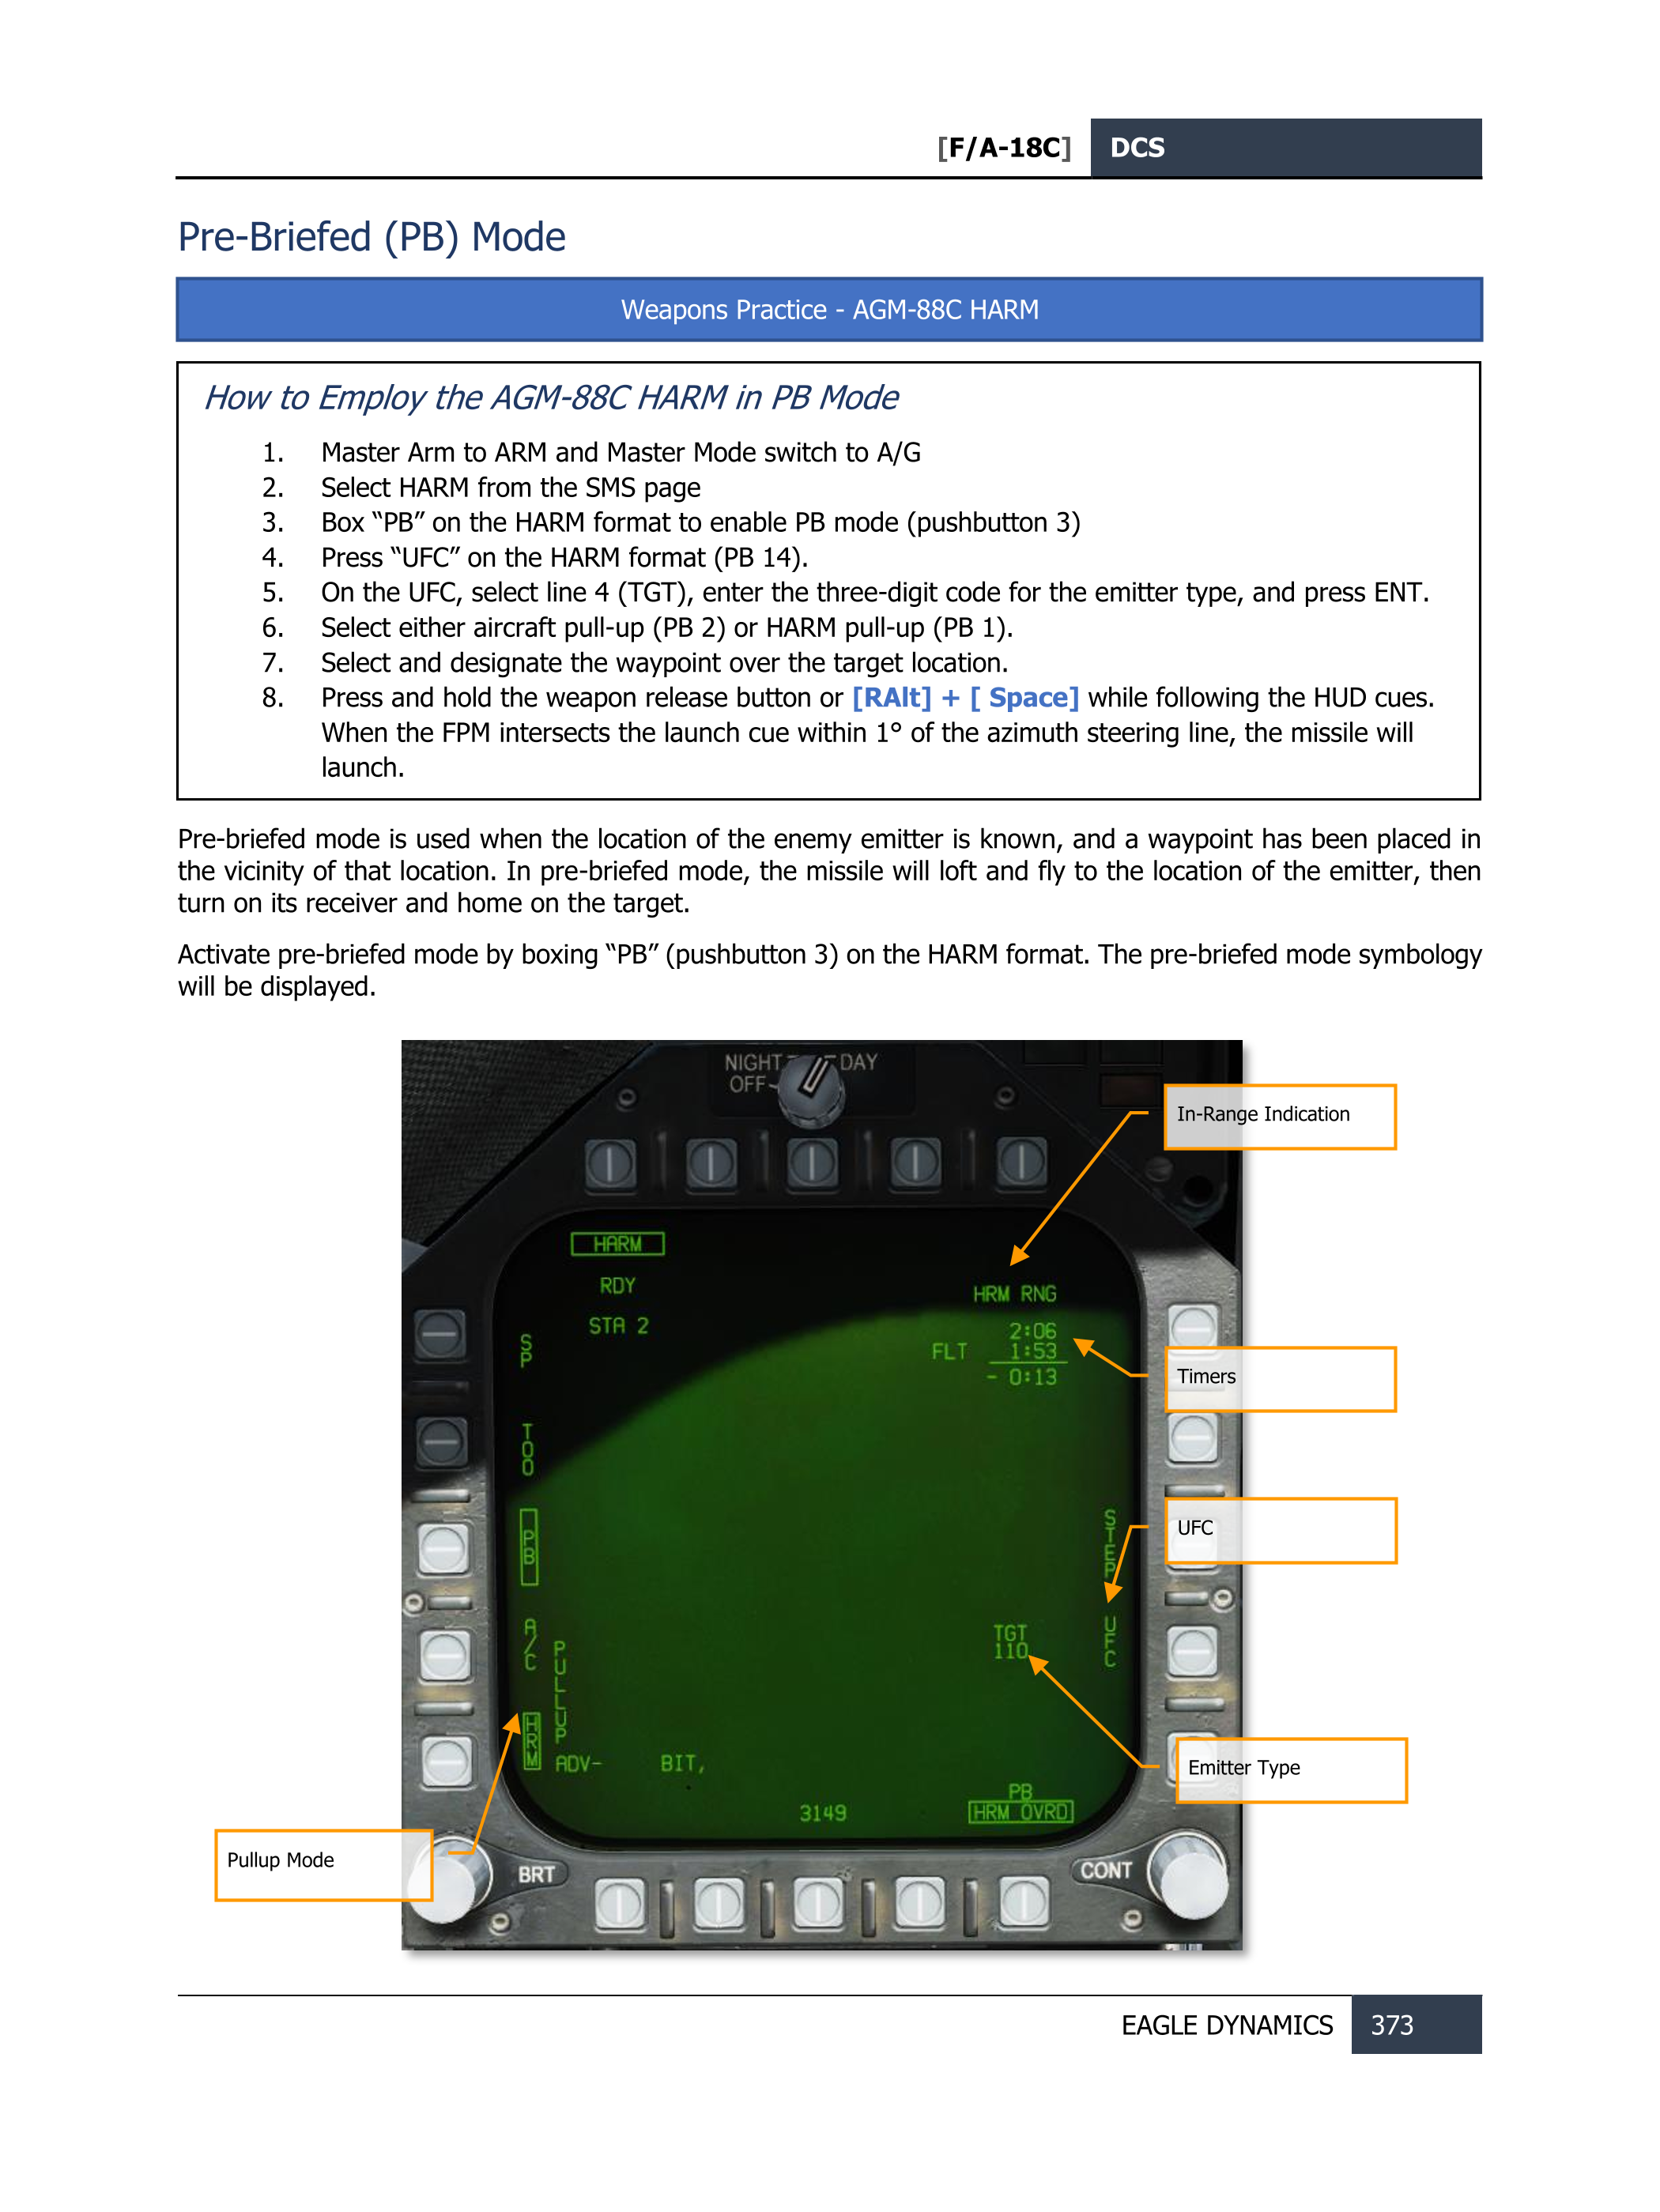 [F/A-18C] DCS
Pre-Briefed (PB) Mode
Weapons Practice - AGM-88C HARM
How to Employ the AGM-88C HARM in PB Mode
1. Master Arm to ARM and Master Mode switch to A/G
2. Select HARM from the SMS page
3. Box “PB” on the HARM format to enable PB mode (pushbutton 3)
4. Press “UFC” on the HARM format (PB 14).
5. On the UFC, select line 4 (TGT), enter the three-digit code for the emitter type, and press ENT.
6. Select either aircraft pull-up (PB 2) or HARM pull-up (PB 1).
7. Select and designate the waypoint over the target location.
8. Press and hold the weapon release button or [RAlt] + [ Space] while following the HUD cues.
When the FPM intersects the launch cue within 1° of the azimuth steering line, the missile will
launch.
Pre-briefed mode is used when the location of the enemy emitter is known, and a waypoint has been placed in
the vicinity of that location. In pre-briefed mode, the missile will loft and fly to the location of the emitter, then
turn on its receiver and home on the target.
Activate pre-briefed mode by boxing “PB” (pushbutton 3) on the HARM format. The pre-briefed mode symbology
will be displayed.
NIGHT DAY
OFF
In-Range Indication
HARM
RDY
HRM RNG
STA 2
SP
2:06
FLT 1:53
- 0:13
Timers
TOO
PB
STEP
UFC
A/C
PULLUP
TGT
110
UFC
HRM
ADV- BIT,
Emitter Type
PB
3149 HRM OVRD
Pullup Mode
BRT CONT
EAGLE DYNAMICS 373